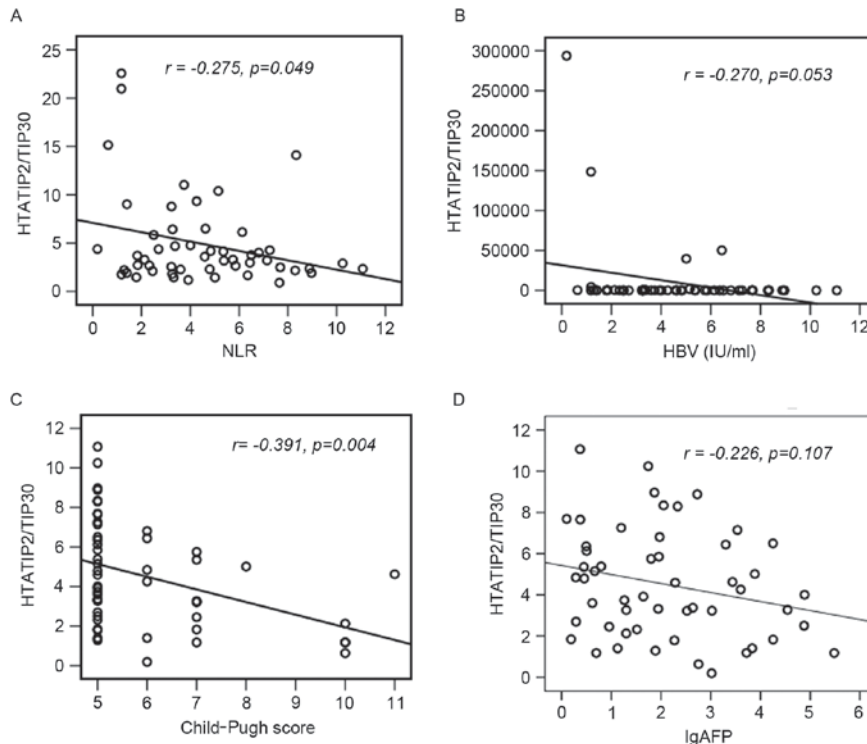 A
HTATIP2/TIP30
25
20
15
10
5
0
r = -0.275, p=0.049
0 2 4 6 8 10 12
NLR
B
HTATIP2/TIP30
300000
250000
200000
150000
100000
50000
0
r = -0.270, p=0.053
0 2 4 6 8 10 12
HBV (IU/ml)
C
HTATIP2/TIP30
12
10
8
6
4
2
0
r= -0.391, p=0.004
5 6 7 8 9 10 11
Child-Pugh score
D
HTATIP2/TIP30
12
10
8
6
4
2
0
r = -0.226, p=0.107
0 1 2 3 4 5 6
lgAFP